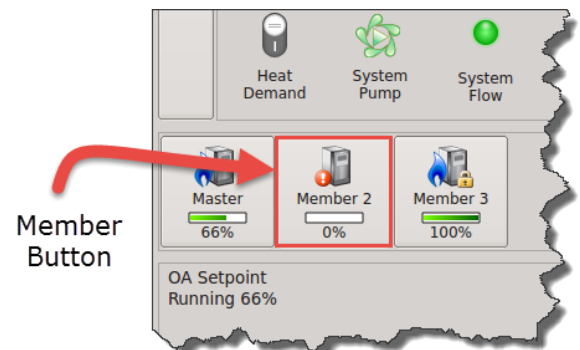 Heat
Demand
System
Pump
System
Flow
Master
66%
Member 2
0%
Member 3
100%
Member
Button
OA Setpoint
Running 66%